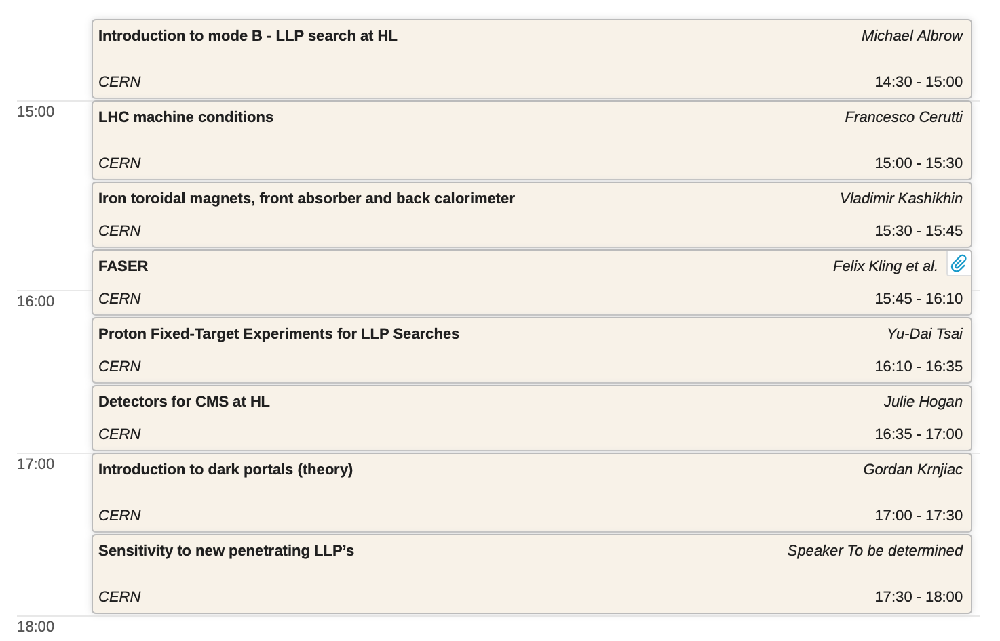 Introduction to mode B - LLP search at HL Michael Albrow
CERN 14:30 - 15:00
15:00
LHC machine conditions Francesco Cerutti
CERN 15:00 - 15:30
Iron toroidal magnets, front absorber and back calorimeter Vladimir Kashikhin
CERN 15:30 - 15:45
FASER Felix Kling et al.
16:00 CERN 15:45 - 16:10
Proton Fixed-Target Experiments for LLP Searches Yu-Dai Tsai
CERN 16:10 - 16:35
Detectors for CMS at HL Julie Hogan
CERN 16:35 - 17:00
17:00 Introduction to dark portals (theory) Gordan Krnjiac
CERN 17:00 - 17:30
Sensitivity to new penetrating LLP’s Speaker To be determined
CERN 17:30 - 18:00
18:00